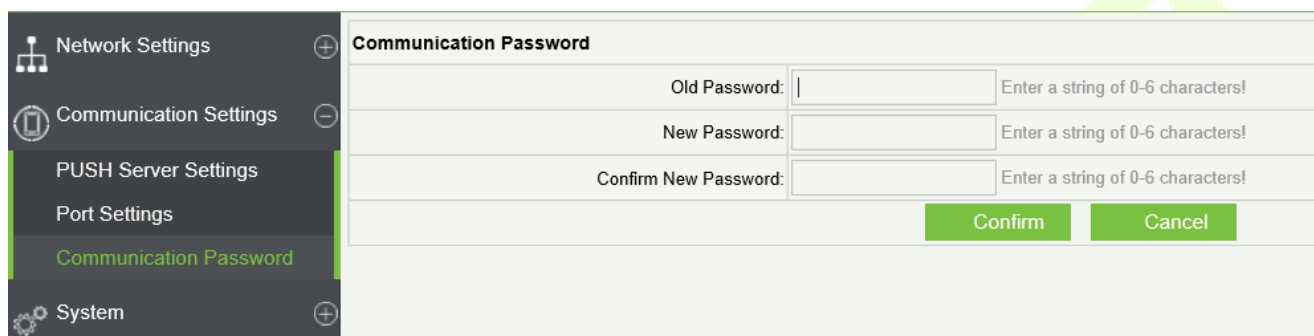 Network Settings
Communication Settings
PUSH Server Settings
Port Settings
Communication Password
System
Communication Password
Old Password: Enter a string of 0-6 characters!
New Password: Enter a string of 0-6 characters!
Confirm New Password: Enter a string of 0-6 characters!
Confirm Cancel